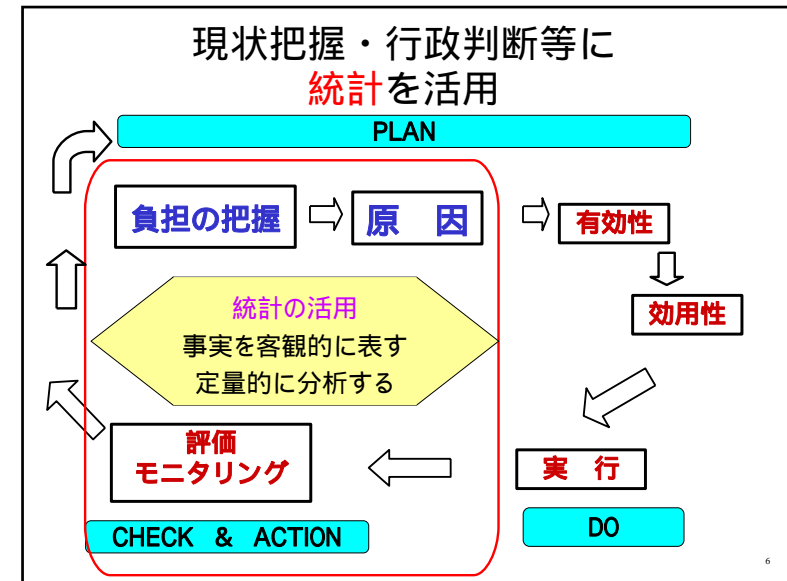 現状把握・行政判断等に
統計を活用
PLAN
負担の把握
原 因
有効性
効用性
統計の活用
事実を客観的に表す
定量的に分析する
評価
モニタリング
実 行
CHECK & ACTION
DO
6